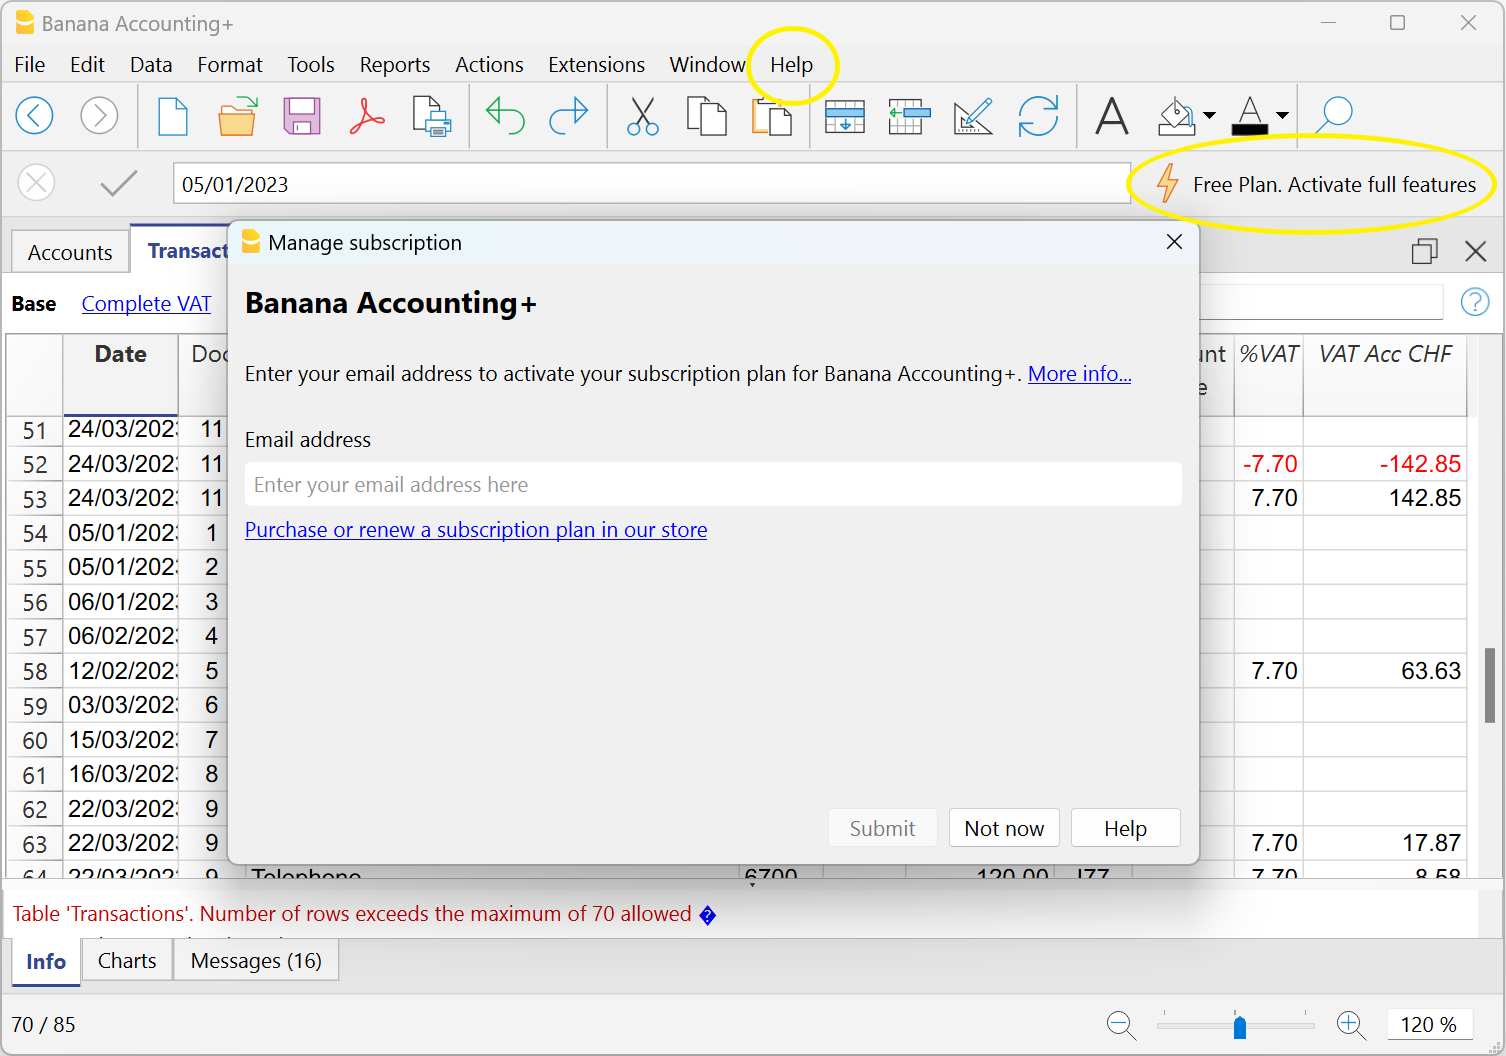 Banana Accounting+
File Edit Data Format Tools Reports Actions Extensions Window Help
05/01/2023
Free Plan. Activate full features
Accounts Transact
Manage subscription
Base Complete VAT
Banana Accounting+
Enter your email address to activate your subscription plan for Banana Accounting+. More info...
Email address
Enter your email address here
Purchase or renew a subscription plan in our store
Submit Not now Help
Date Doc unt %VAT VAT Acc CHF
e
51 24/03/202 11
52 24/03/202 11 -7.70 -142.85
53 24/03/202 11 7.70 142.85
54 05/01/202 1
55 05/01/202 2
56 06/01/202 3
57 06/02/202 4
58 12/02/202 5 7.70 63.63
59 03/03/202 6
60 15/03/202 7
61 16/03/202 8
62 22/03/202 9
63 22/03/202 9 7.70 17.87
64 22/03/202 9 Telephone 6700 120.00 I77 7.70 8.58
Table 'Transactions'. Number of rows exceeds the maximum of 70 allowed ?
Info Charts Messages (16)
70 / 85
120 %